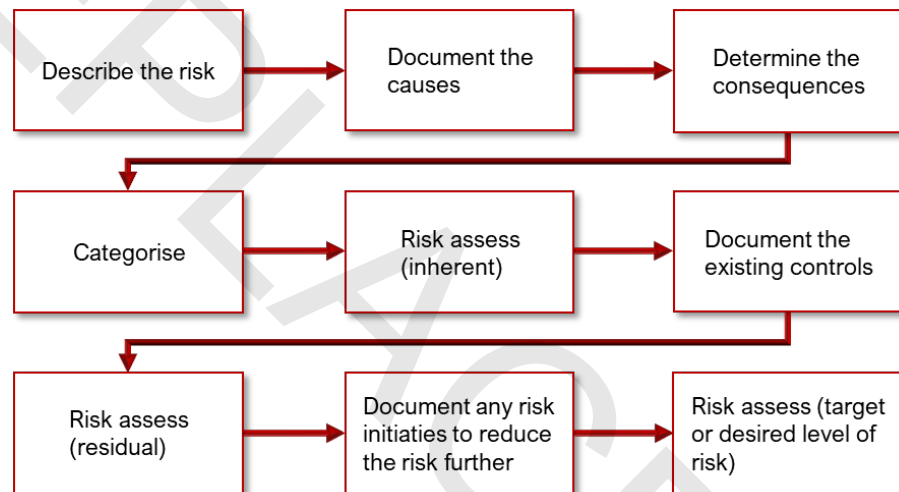 Describe the risk
Document the
causes
Determine the
consequences
Categorise
Risk assess
(inherent)
Document the
existing controls
Risk assess
(residual)
Document any risk
initiaties to reduce
the risk further
Risk assess (target
or desired level of
risk)